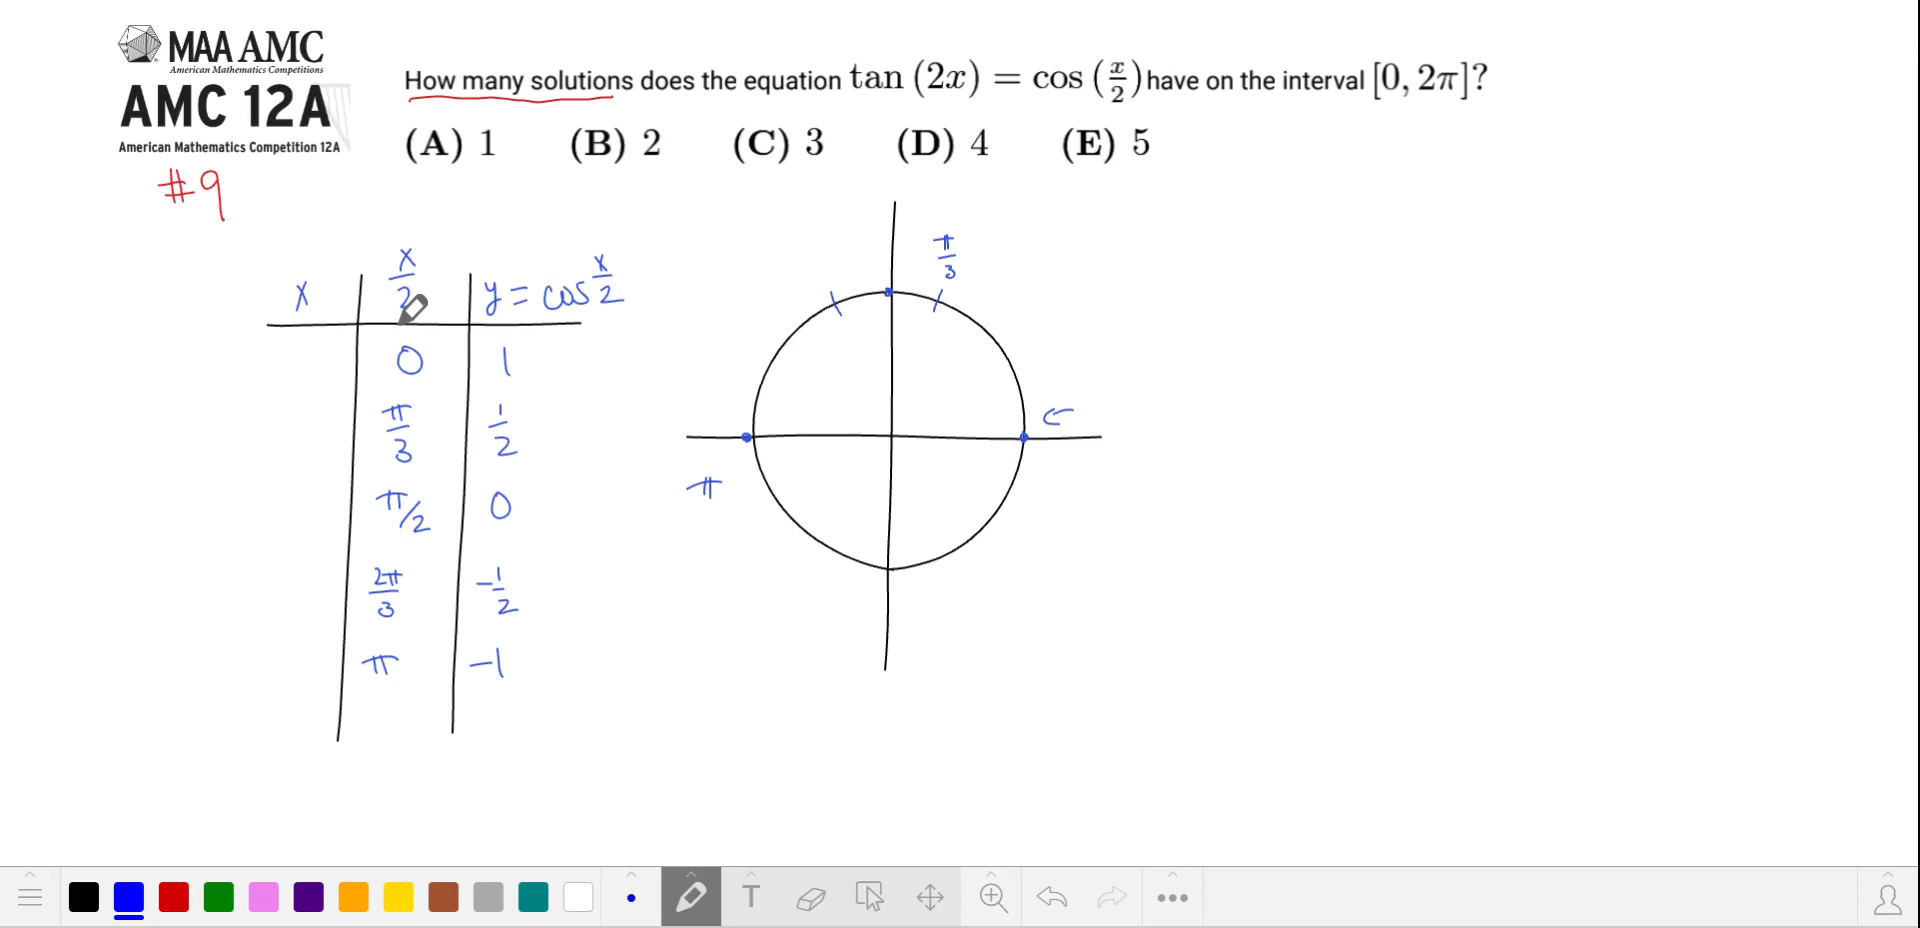 MAA AMC
American Mathematics Competitions
AMC 12A
American Mathematics Competition 12A
#9
How many solutions does the equation tan (2x) = cos (x/2) have on the interval [0, 2π]?
(A) 1 (B) 2 (C) 3 (D) 4 (E) 5
x x/2 y = cos x/2
0 1
π/3 1/2
π/2 0
2π/3 -1/2
π -1
π/3
π
T